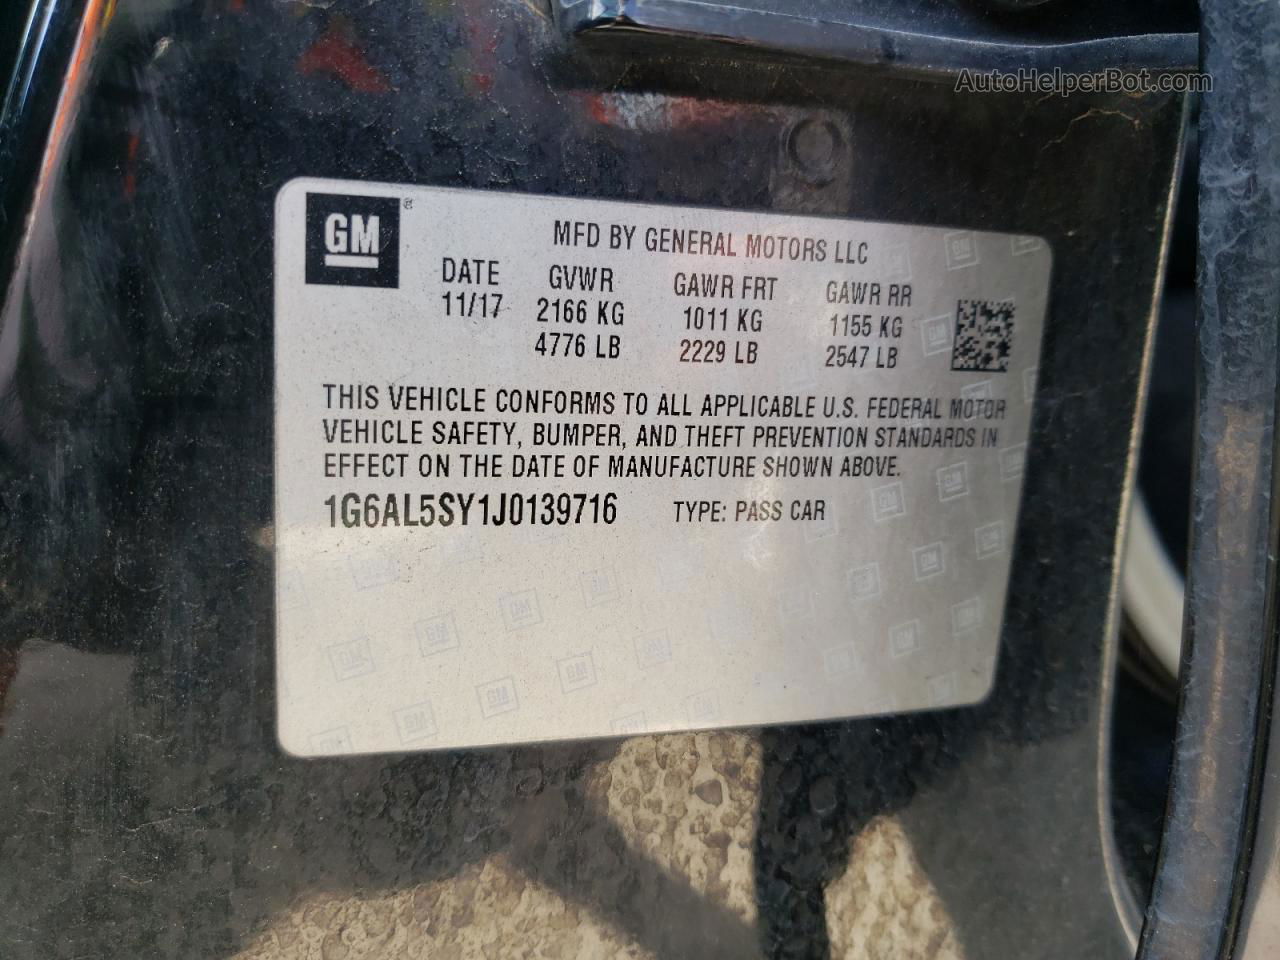 AutoHelperBot.com
GM ®
MFD BY GENERAL MOTORS LLC
DATE GVWR GAWR FRT GAWR RR
11/17 2166 KG 1011 KG 1155 KG
4776 LB 2229 LB 2547 LB
THIS VEHICLE CONFORMS TO ALL APPLICABLE U.S. FEDERAL MOTOR
VEHICLE SAFETY, BUMPER, AND THEFT PREVENTION STANDARDS IN
EFFECT ON THE DATE OF MANUFACTURE SHOWN ABOVE.
1G6AL5SY1J0139716 TYPE: PASS CAR